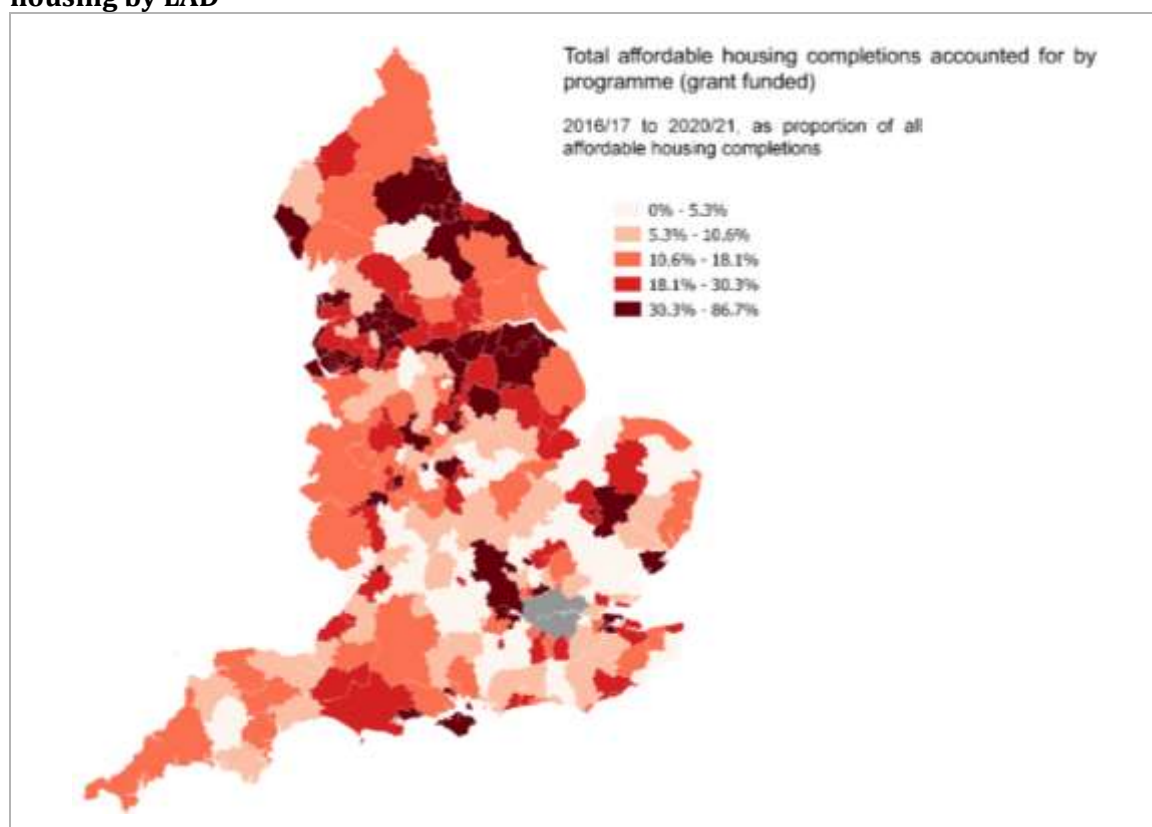 housing by LAD
Total affordable housing completions accounted for by
programme (grant funded)
2016/17 to 2020/21, as proportion of all
affordable housing completions
0% - 5.3%
5.3% - 10.6%
10.6% - 18.1%
18.1% - 30.3%
30.3% - 86.7%